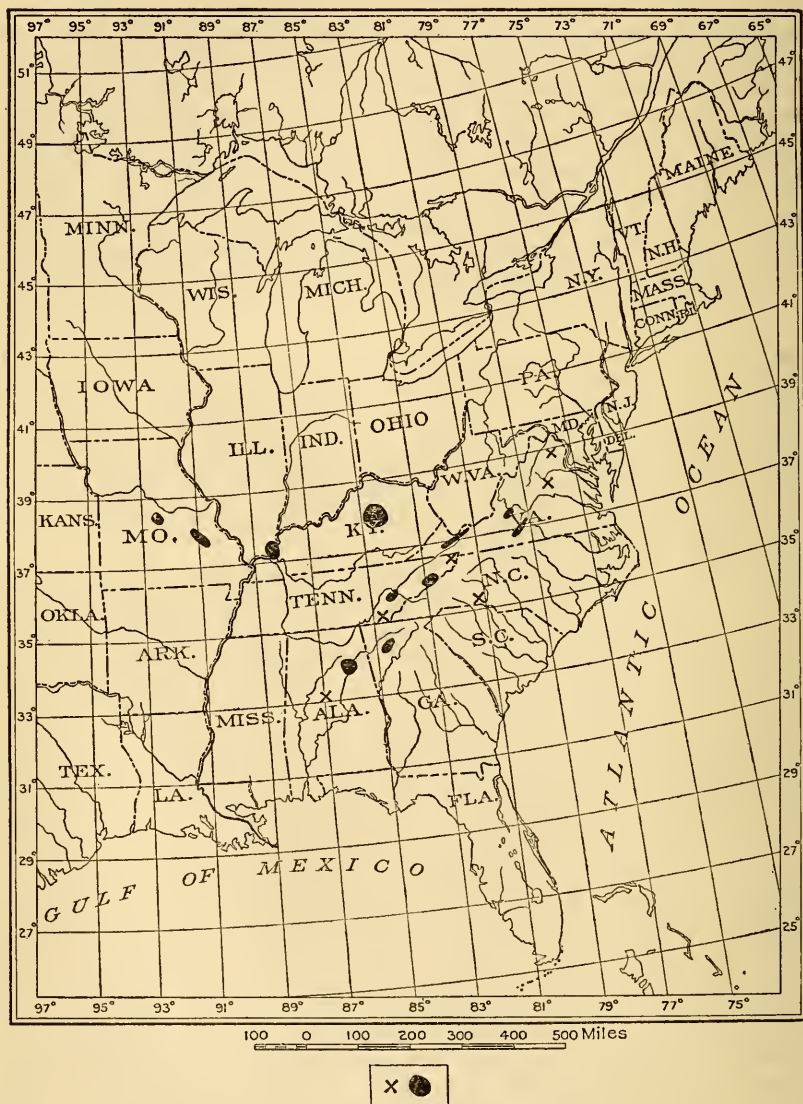 97° 95° 93° 91° 89° 87° 85° 83° 81° 79° 77° 75° 73° 71° 69° 67° 65°
51° 47°
49° 45°
MAINE
MINN. VT.
47° N.H. 43°
WIS. MICH. N.Y. MASS.
45° CONN. R.I. 41°
43° PA. 39°
IOWA N.J.
OHIO MD. DEL.
41° ILL. IND. 37°
W.VA. OCEAN
39° KANS. VA. 35°
MO. KY.
37° N.C. 33°
TENN.
OKLA. S.C.
35° ARK. 31°
ATLANTIC
33° MISS. ALA. GA. 29°
TEX.
31° LA. FLA. 27°
29° GULF OF MEXICO
27° 25°
97° 95° 93° 91° 89° 87° 85° 83° 81° 79° 77° 75°
100 0 100 200 300 400 500 Miles
x